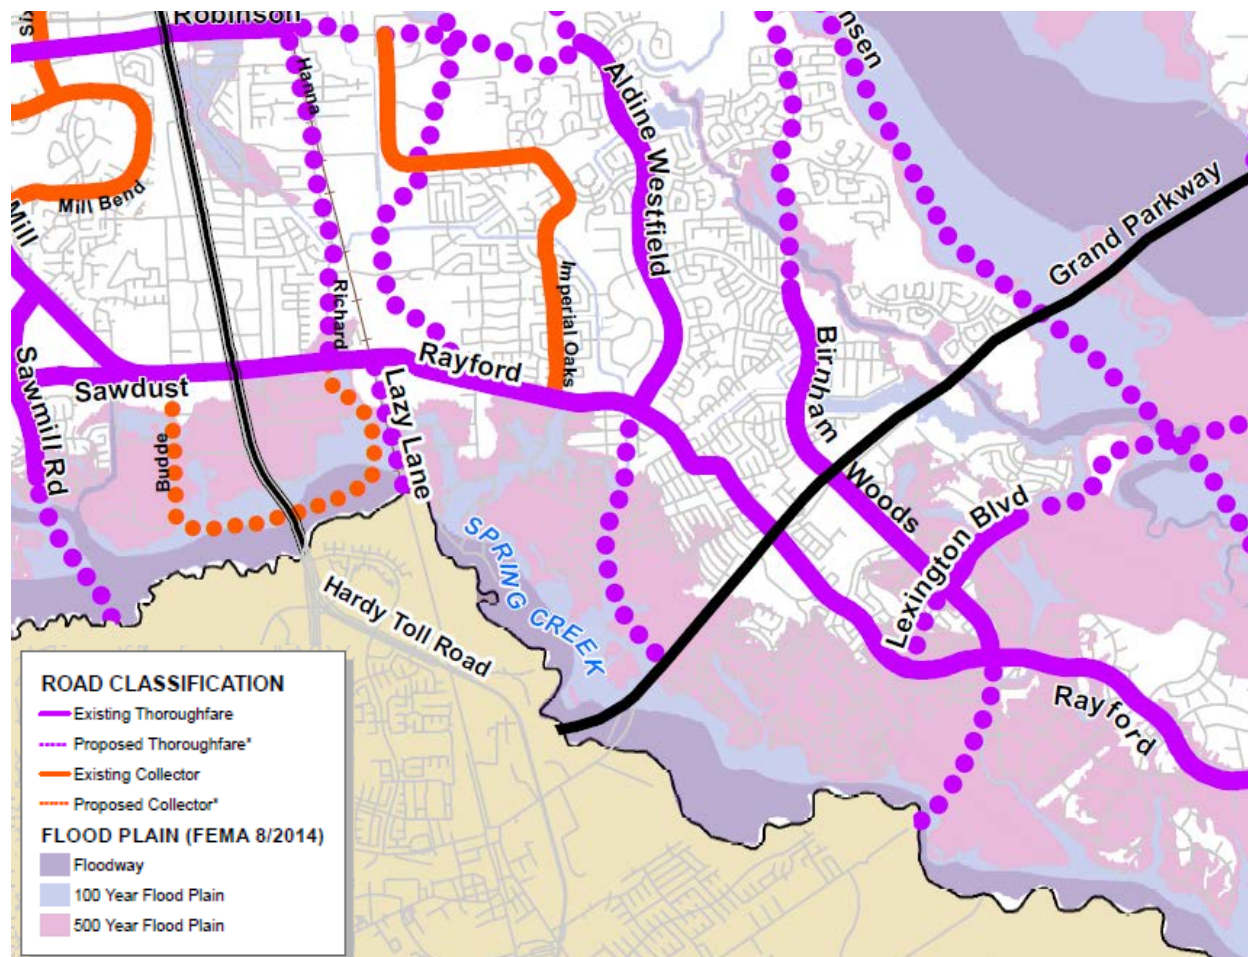 Robinson
Hanna
Aldine Westfield
Grand Parkway
Mill Bend
Mill
Richard
Imperial Oaks
Rayford
Birnham
Woods
Sawdust
Sawmill Rd
Budde
Lazy Lane
Lexington Blvd
SPRING CREEK
Hardy Toll Road
Rayford
ROAD CLASSIFICATION
Existing Thoroughfare
Proposed Thoroughfare*
Existing Collector
Proposed Collector*
FLOOD PLAIN (FEMA 8/2014)
Floodway
100 Year Flood Plain
500 Year Flood Plain